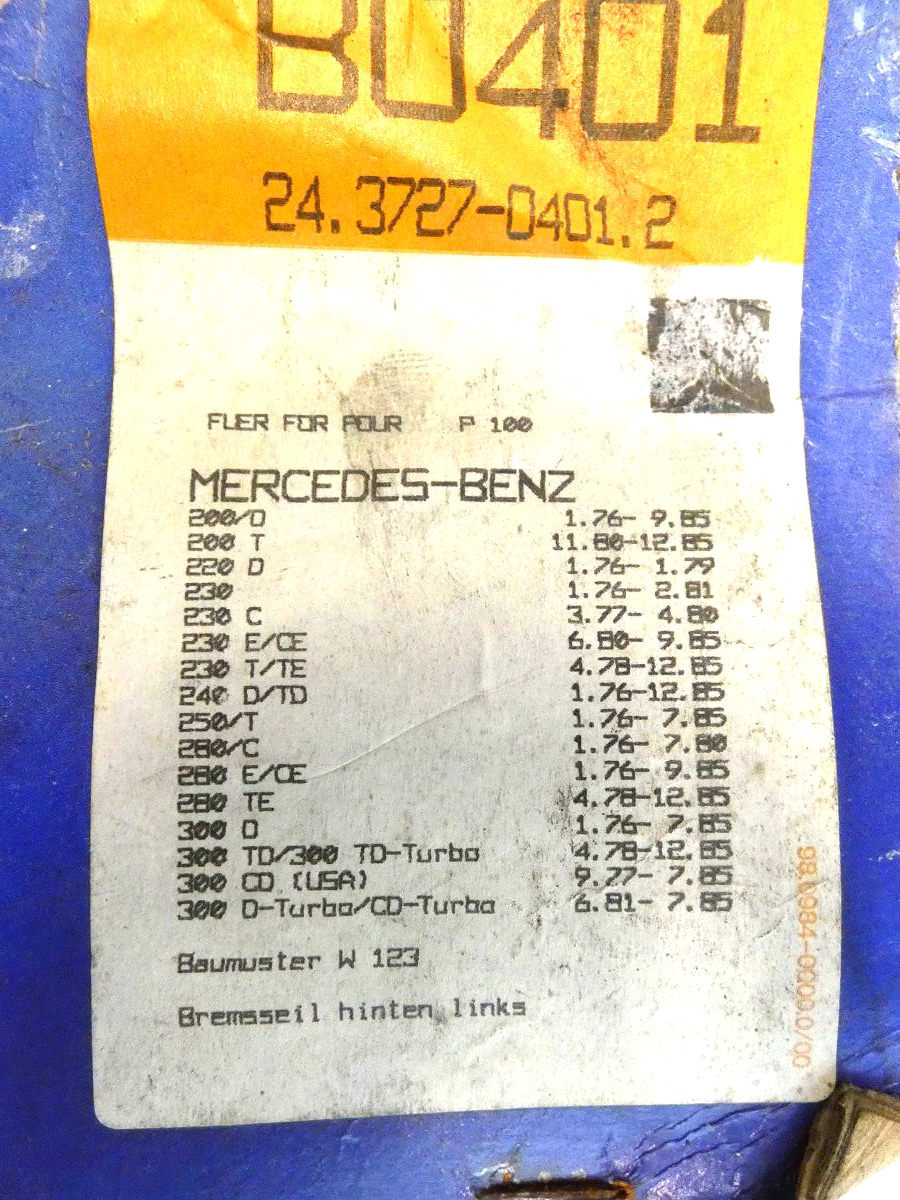 B0401
24.3727-0401.2
FUER FOR POUR P 100
MERCEDES-BENZ
200/D 1.76- 9.85
200 T 11.80-12.85
220 D 1.76- 1.79
230 1.76- 2.81
230 C 3.77- 4.80
230 E/CE 6.80- 9.85
230 T/TE 4.78-12.85
240 D/TD 1.76-12.85
250/T 1.76- 7.85
280/C 1.76- 7.80
280 E/CE 1.76- 9.85
280 TE 4.78-12.85
300 D 1.76- 7.85
300 TD/300 TD-Turbo 4.78-12.85
300 CD (USA) 9.77- 7.85
300 D-Turbo/CD-Turbo 6.81- 7.85
Baumuster W 123
Bremsseil hinten links